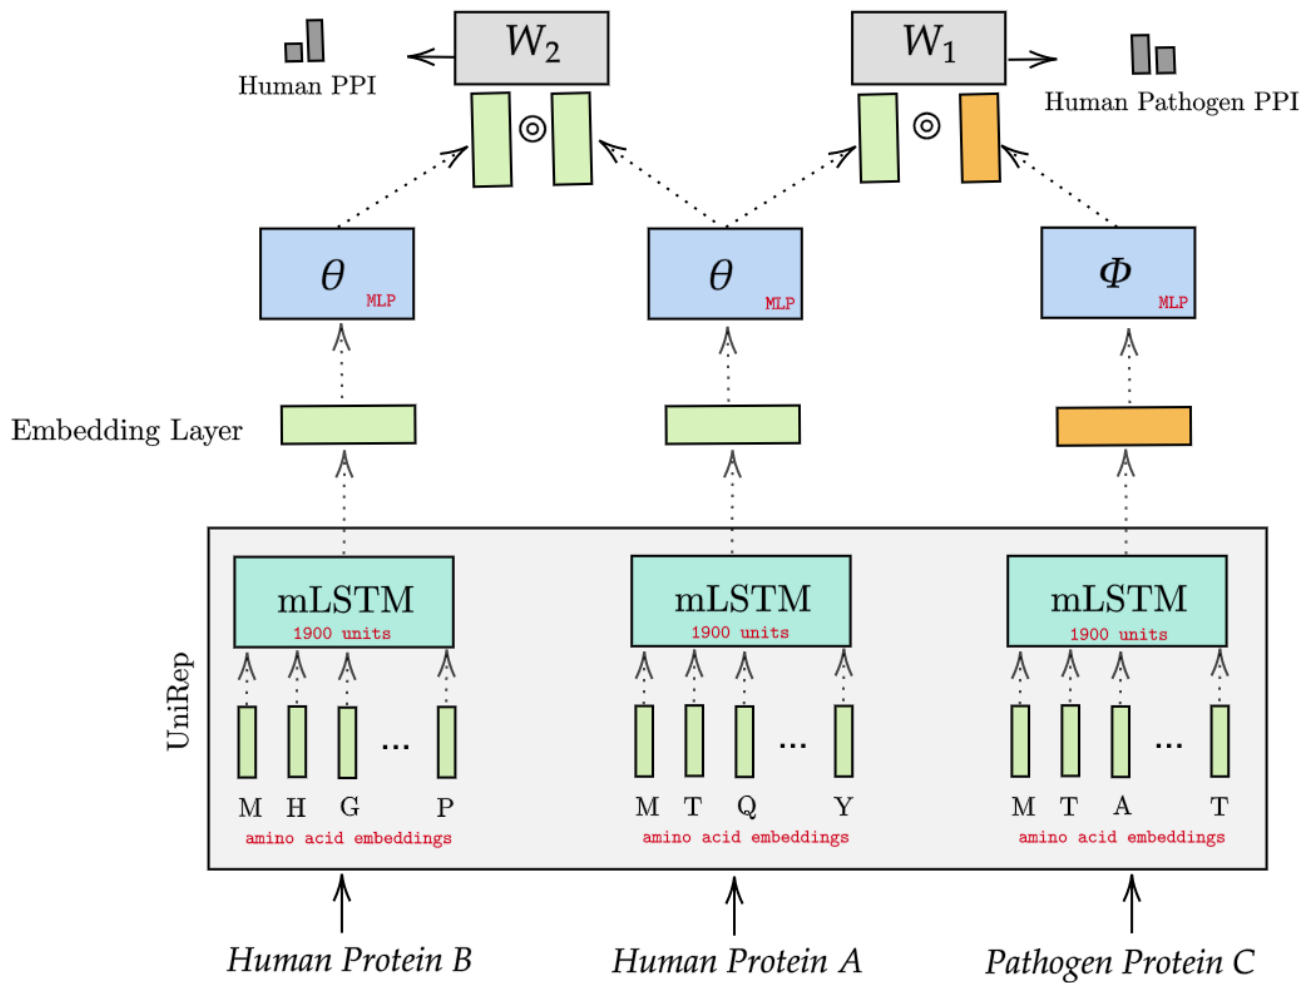 W2
W1
Human PPI
Human Pathogen PPI
θ
MLP
θ
MLP
Φ
MLP
Embedding Layer
UniRep
mLSTM
1900 units
mLSTM
1900 units
mLSTM
1900 units
M H G ... P
amino acid embeddings
M T Q ... Y
amino acid embeddings
M T A ... T
amino acid embeddings
Human Protein B
Human Protein A
Pathogen Protein C